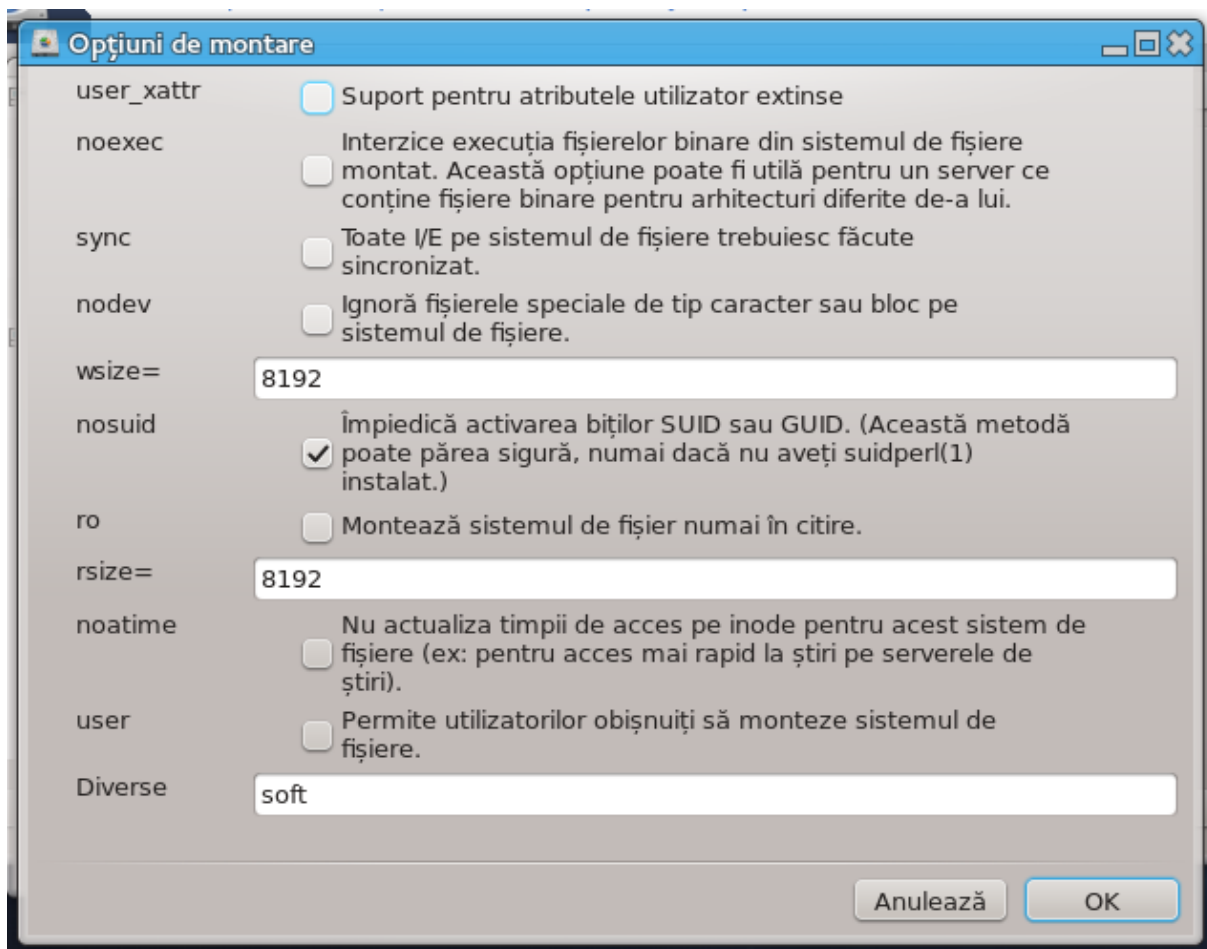 Opțiuni de montare
user_xattr
Suport pentru atributele utilizator extinse
noexec
Interzice execuția fișierelor binare din sistemul de fișiere
montat. Această opțiune poate fi utilă pentru un server ce
conține fișiere binare pentru arhitecturi diferite de-a lui.
sync
Toate I/E pe sistemul de fișiere trebuiesc făcute
sincronizat.
nodev
Ignoră fișierele speciale de tip caracter sau bloc pe
sistemul de fișiere.
wsize=
8192
nosuid
Împiedică activarea biților SUID sau GUID. (Această metodă
poate părea sigură, numai dacă nu aveți suidperl(1)
instalat.)
ro
Montează sistemul de fișier numai în citire.
rsize=
8192
noatime
Nu actualiza timpii de acces pe inode pentru acest sistem de
fișiere (ex: pentru acces mai rapid la știri pe serverele de
știri).
user
Permite utilizatorilor obișnuiți să monteze sistemul de
fișiere.
Diverse
soft
Anulează
OK